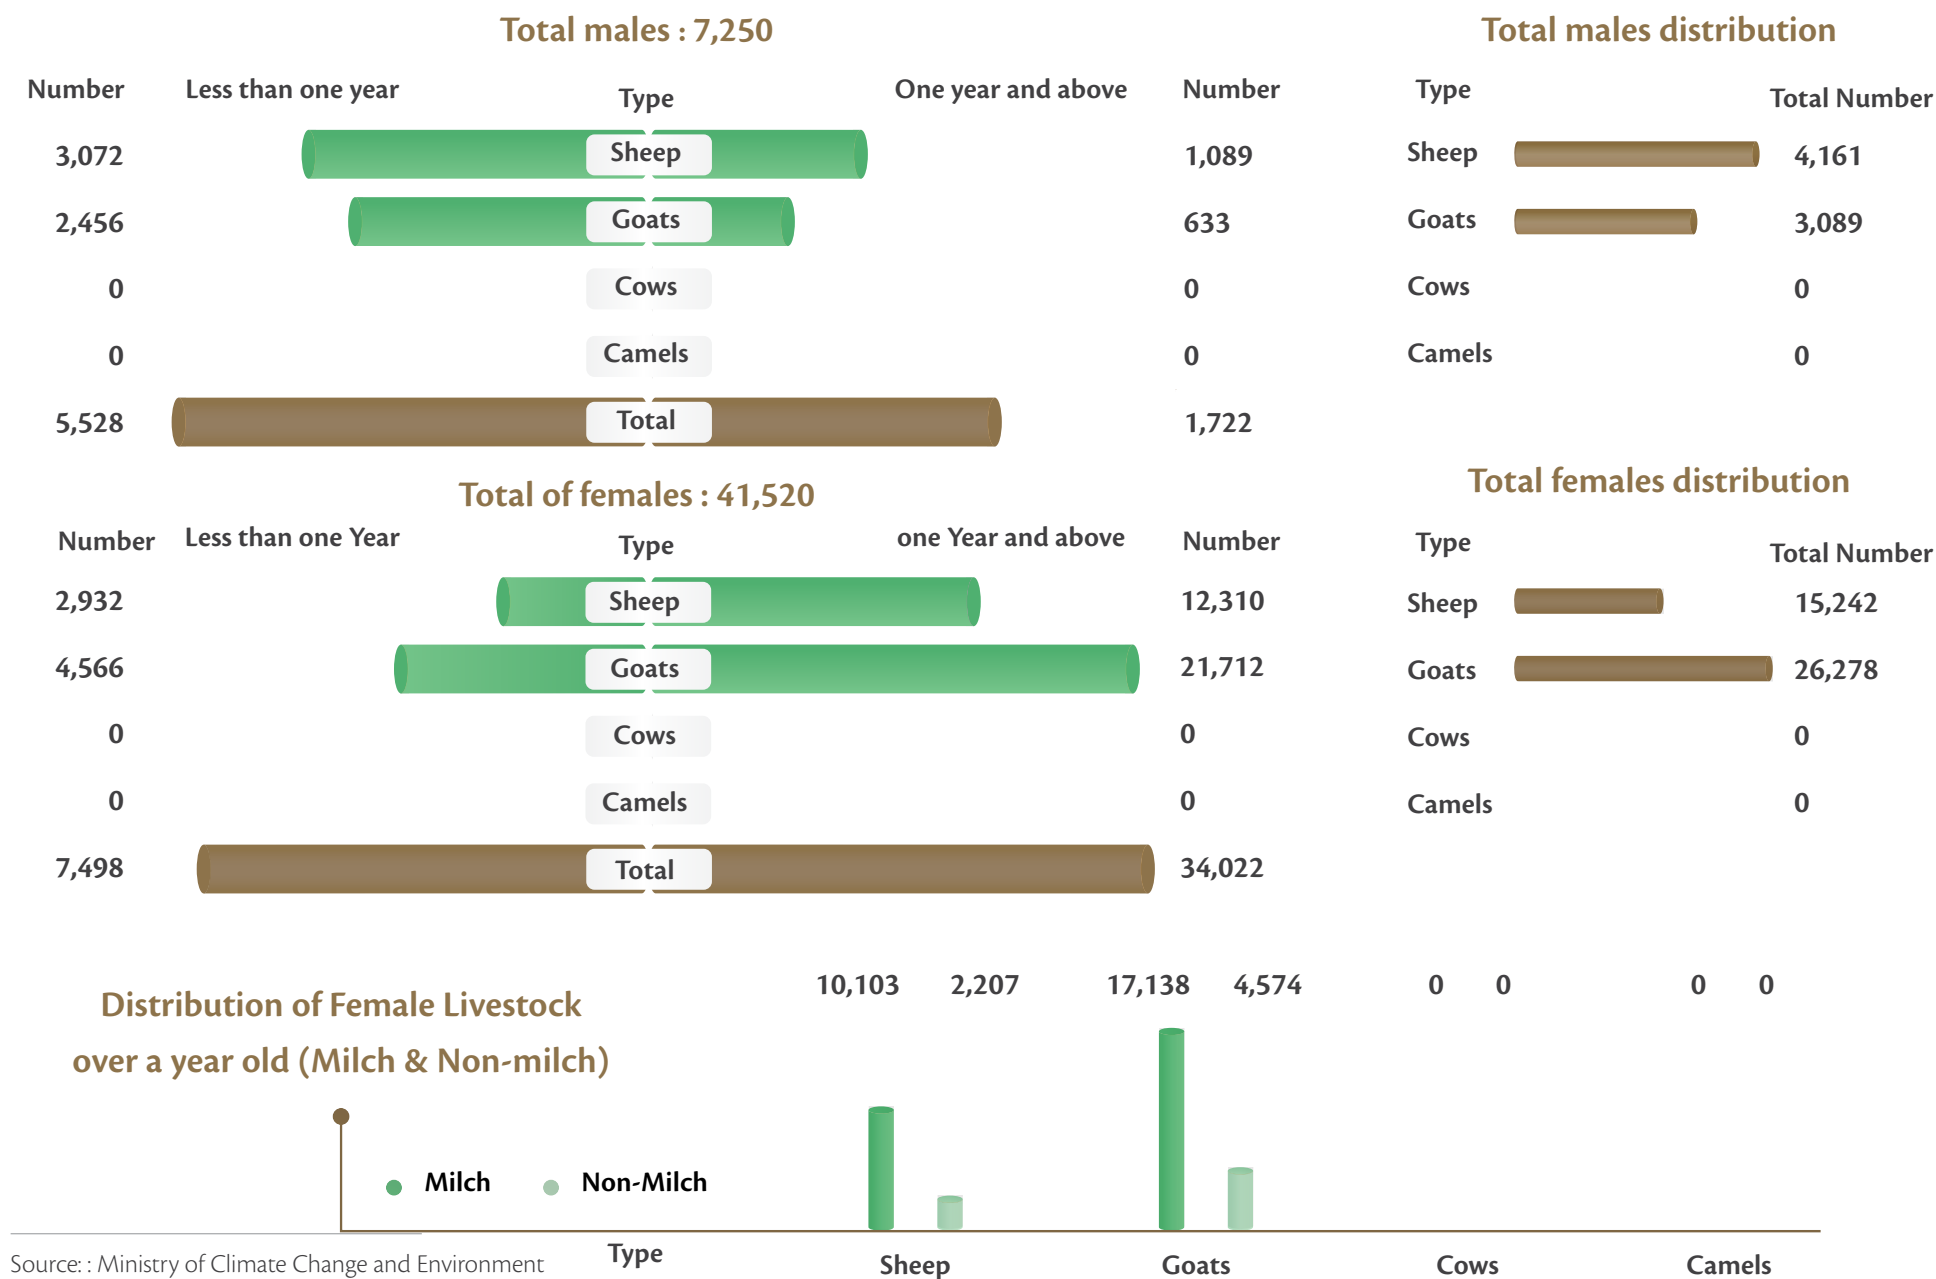 Total males : 7,250
Number Less than one year Type One year and above Number
3,072 Sheep 1,089
2,456 Goats 633
0 Cows 0
0 Camels 0
5,528 Total 1,722
Total males distribution
Type Total Number
Sheep 4,161
Goats 3,089
Cows 0
Camels 0
Total of females : 41,520
Number Less than one Year Type one Year and above Number
2,932 Sheep 12,310
4,566 Goats 21,712
0 Cows 0
0 Camels 0
7,498 Total 34,022
Total females distribution
Type Total Number
Sheep 15,242
Goats 26,278
Cows 0
Camels 0
Distribution of Female Livestock
over a year old (Milch & Non-milch)
10,103 2,207 17,138 4,574 0 0 0 0
Milch Non-Milch
Type Sheep Goats Cows Camels
Source: : Ministry of Climate Change and Environment